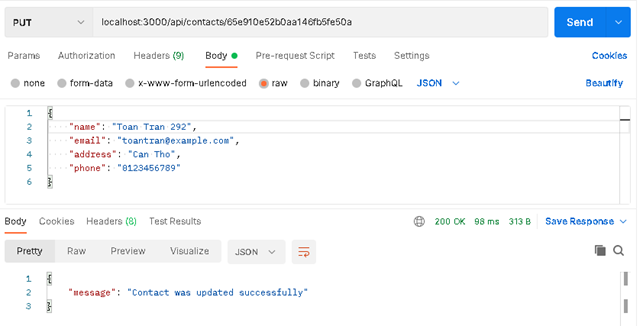 PUT localhost:3000/api/contacts/65e910e52b0aa146fb5fe50a Send
Params Authorization Headers (9) Body Pre-request Script Tests Settings Cookies
none form-data x-www-form-urlencoded raw binary GraphQL JSON Beautify
1 {
2 "name": "Toan Tran 292",
3 "email": "toantran@example.com",
4 "address": "Can Tho",
5 "phone": "0123456789"
6 }
Body Cookies Headers (8) Test Results 200 OK 98 ms 313 B Save Response
Pretty Raw Preview Visualize JSON
1 {
2 "message": "Contact was updated successfully"
3 }